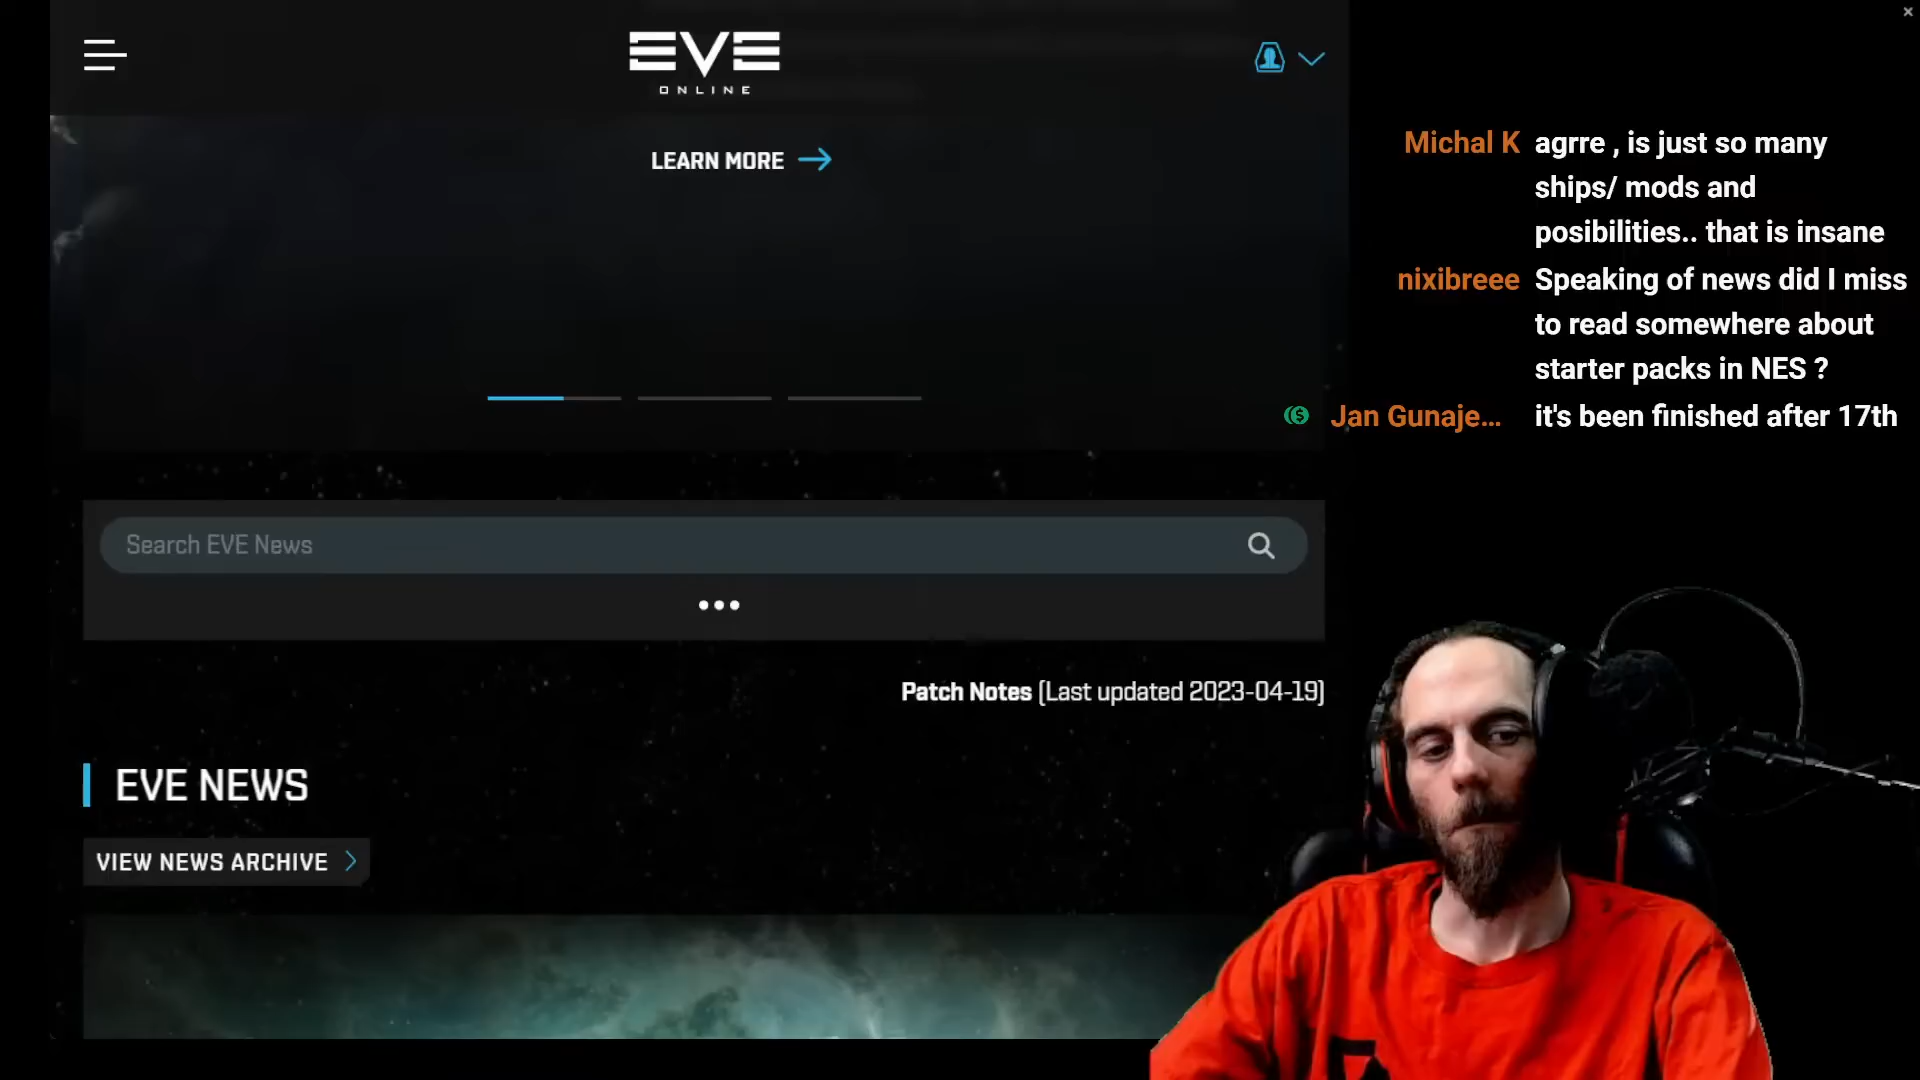 EVE
ONLINE
LEARN MORE
Michal K agrre , is just so many
ships/ mods and
posibilities.. that is insane
nixibreee Speaking of news did I miss
to read somewhere about
starter packs in NES ?
Jan Gunaje... it's been finished after 17th
Search EVE News
Patch Notes [Last updated 2023-04-19]
EVE NEWS
VIEW NEWS ARCHIVE